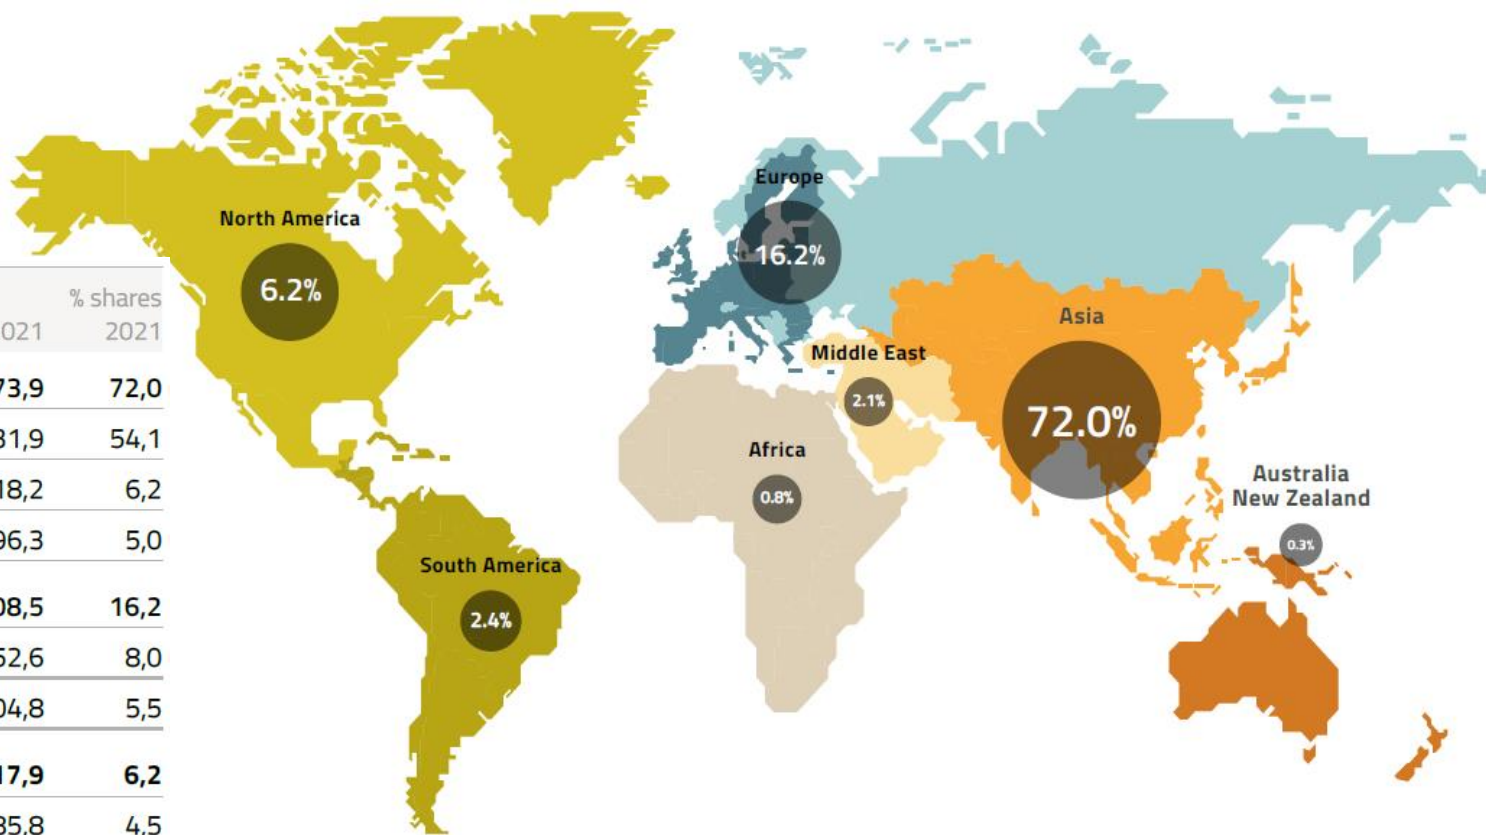 % shares
021 2021
73,9 72,0
31,9 54,1
18,2 6,2
96,3 5,0
08,5 16,2
52,6 8,0
04,8 5,5
17,9 6,2
35,8 4,5
North America
6.2%
Europe
16.2%
Asia
72.0%
Middle East
2.1%
Africa
0.8%
Australia
New Zealand
0.3%
South America
2.4%